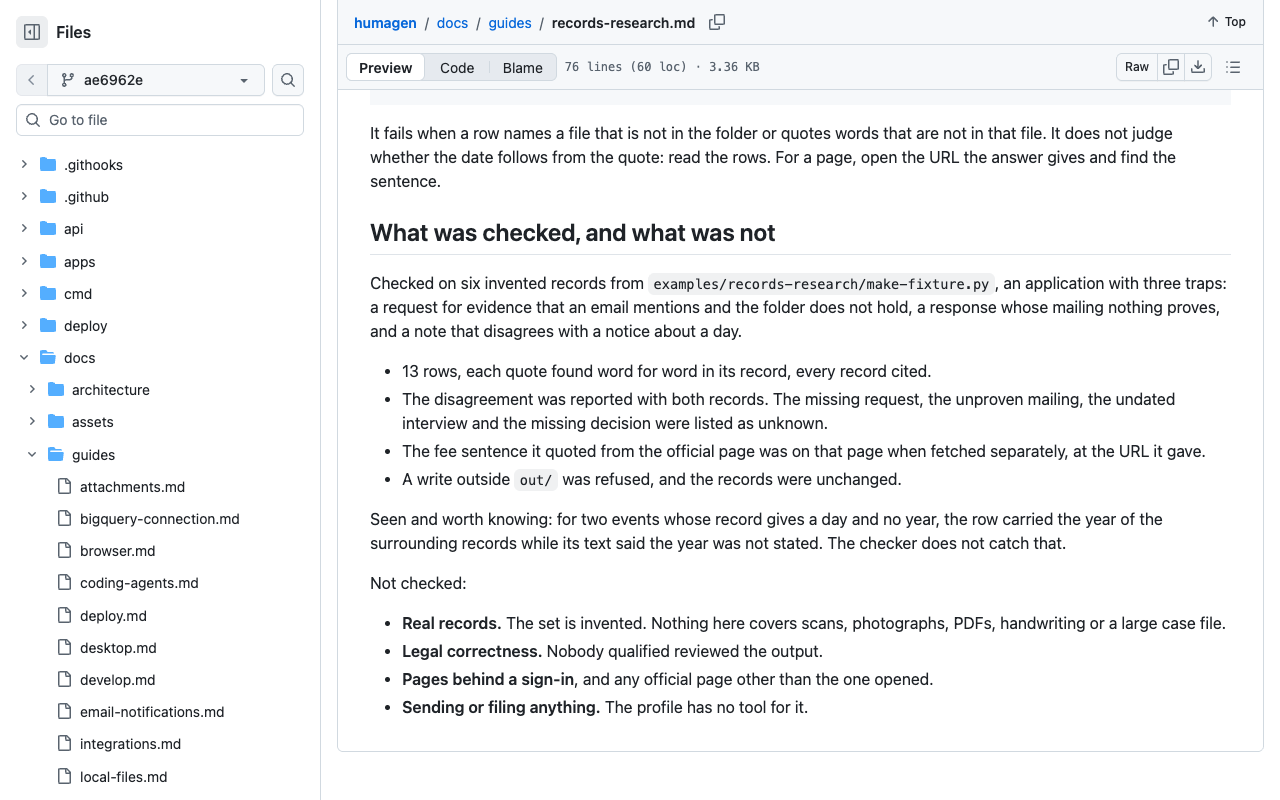 Files
humagen / docs / guides / records-research.md
Top
ae6962e
Preview Code Blame 76 lines (60 loc) · 3.36 KB
Raw
Go to file
.githooks
.github
api
apps
cmd
deploy
docs
architecture
assets
guides
attachments.md
bigquery-connection.md
browser.md
coding-agents.md
deploy.md
desktop.md
develop.md
email-notifications.md
integrations.md
local-files.md
It fails when a row names a file that is not in the folder or quotes words that are not in that file. It does not judge
whether the date follows from the quote: read the rows. For a page, open the URL the answer gives and find the
sentence.
What was checked, and what was not
Checked on six invented records from examples/records-research/make-fixture.py, an application with three traps:
a request for evidence that an email mentions and the folder does not hold, a response whose mailing nothing proves,
and a note that disagrees with a notice about a day.
• 13 rows, each quote found word for word in its record, every record cited.
• The disagreement was reported with both records. The missing request, the unproven mailing, the undated
interview and the missing decision were listed as unknown.
• The fee sentence it quoted from the official page was on that page when fetched separately, at the URL it gave.
• A write outside out/ was refused, and the records were unchanged.
Seen and worth knowing: for two events whose record gives a day and no year, the row carried the year of the
surrounding records while its text said the year was not stated. The checker does not catch that.
Not checked:
• Real records. The set is invented. Nothing here covers scans, photographs, PDFs, handwriting or a large case file.
• Legal correctness. Nobody qualified reviewed the output.
• Pages behind a sign-in, and any official page other than the one opened.
• Sending or filing anything. The profile has no tool for it.